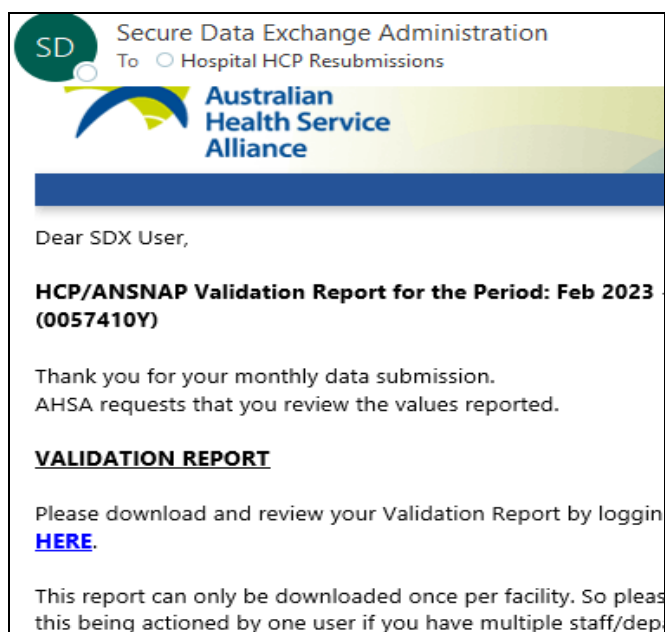 SD
Secure Data Exchange Administration
To Hospital HCP Resubmissions
Australian
Health Service
Alliance
Dear SDX User,
HCP/ANSNAP Validation Report for the Period: Feb 2023 -
(0057410Y)
Thank you for your monthly data submission.
AHSA requests that you review the values reported.
VALIDATION REPORT
Please download and review your Validation Report by loggin
HERE.
This report can only be downloaded once per facility. So pleas
this being actioned by one user if you have multiple staff/dep